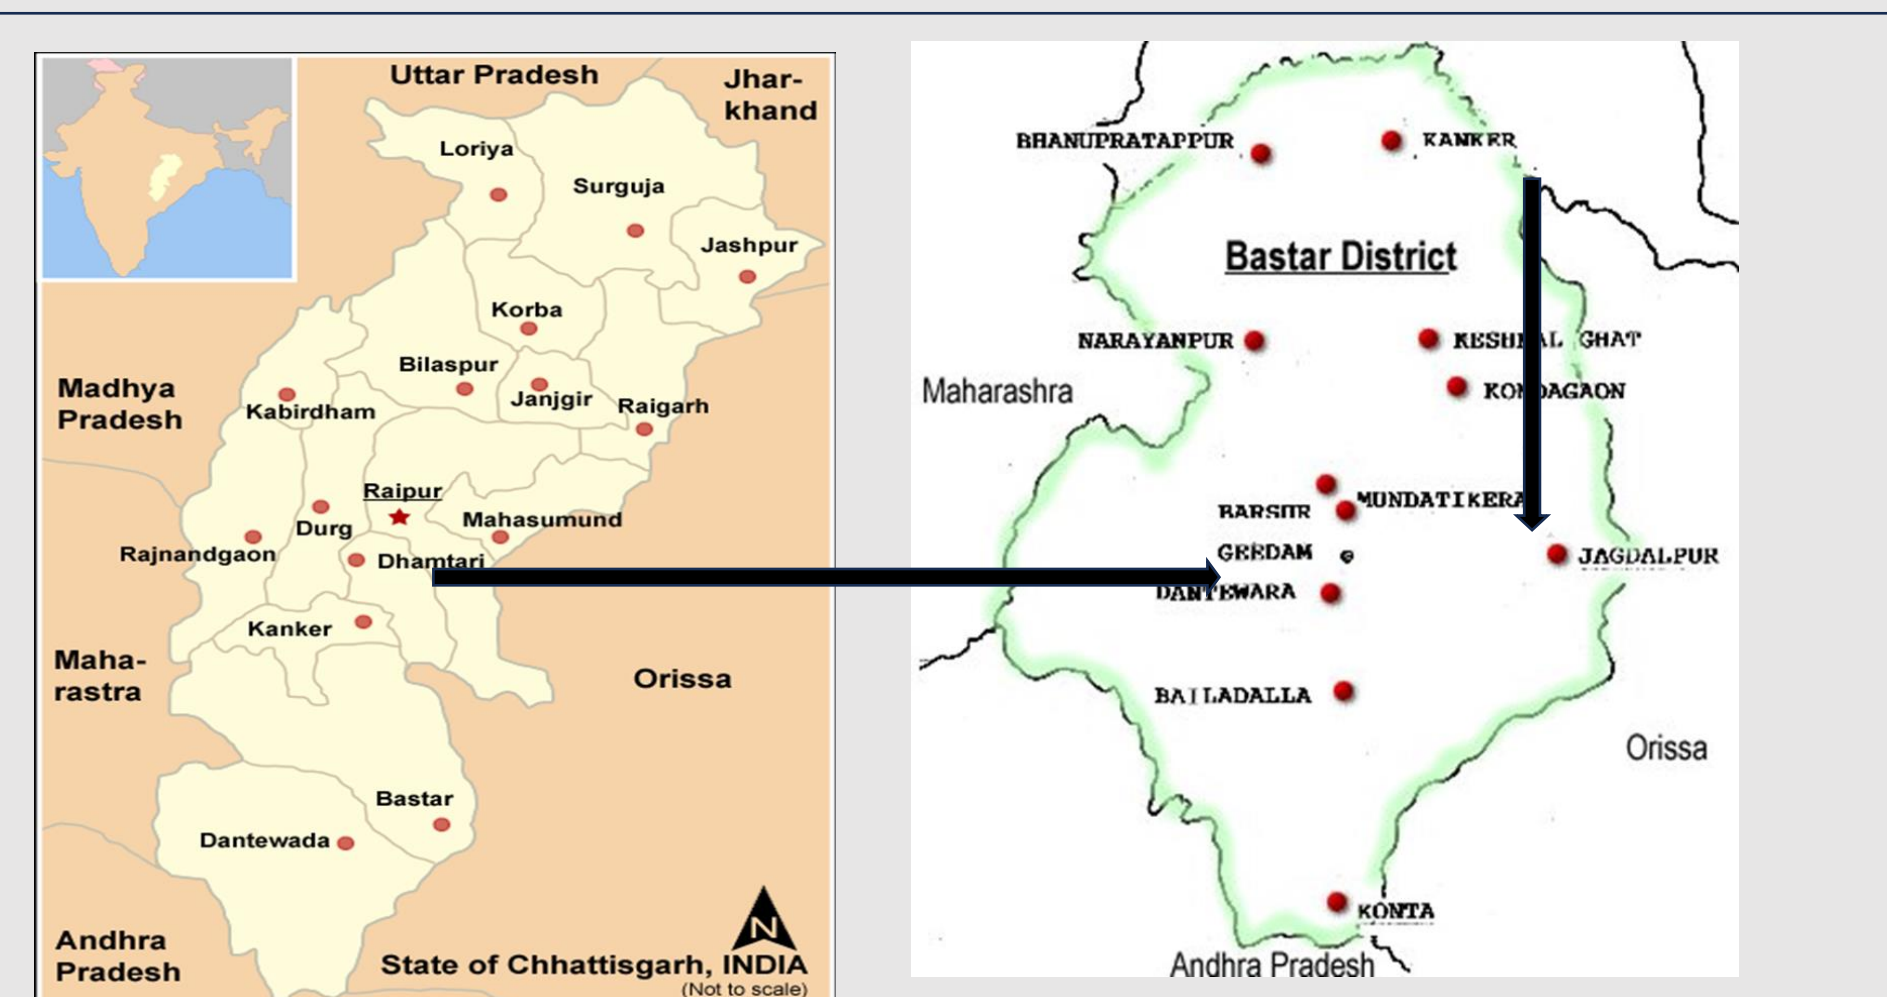 Uttar Pradesh
Jhar-
khand
Loriya
Surguja
Jashpur
Korba
Bilaspur
Janjgir
Raigarh
Madhya
Pradesh
Kabirdham
Raipur
Mahasumund
Durg
Rajnandgaon
Dhamtari
Kanker
Maha-
rastra
Orissa
Bastar
Dantewada
Andhra
Pradesh
N
State of Chhattisgarh, INDIA
(Not to scale)
BHANUPRATAPPUR
KANKER
Bastar District
NARAYANPUR
KESHKAL GHAT
Maharashra
KONDAGAON
MUNDATIKERA
BARSUR
GEEDAM
JAGDALPUR
DANTEWARA
BAILADALLA
Orissa
KONTA
Andhra Pradesh